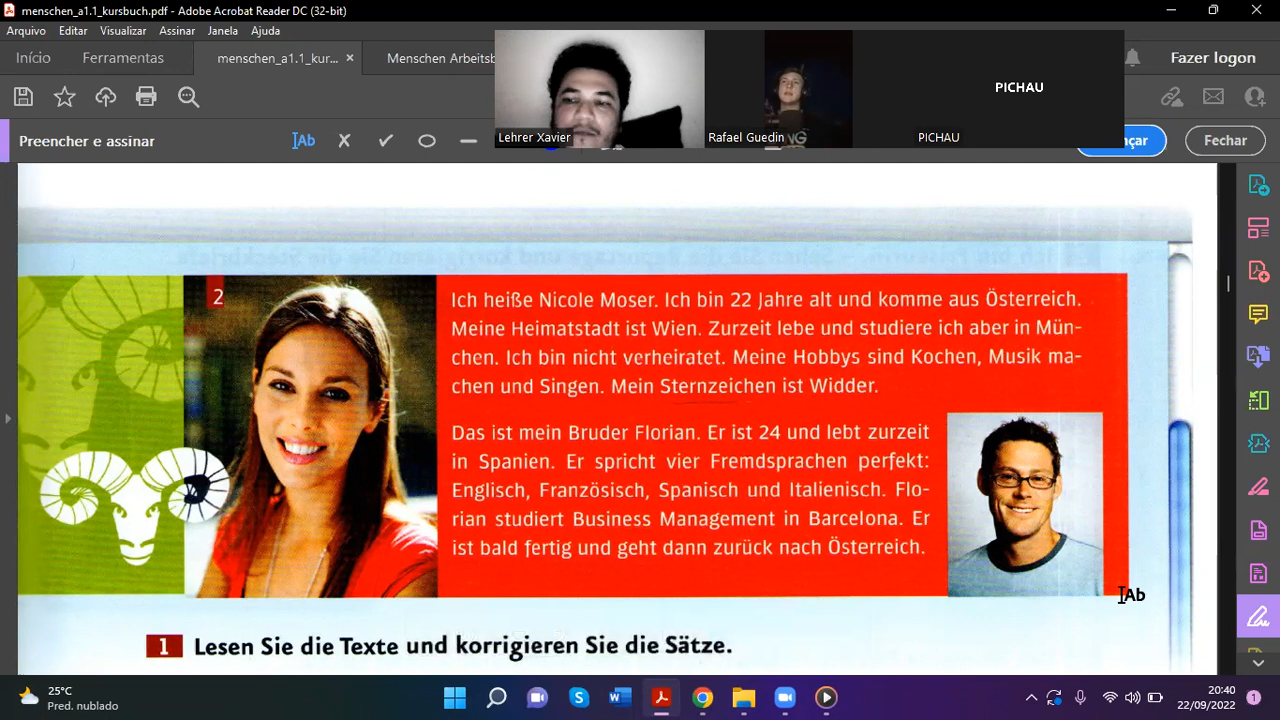 menschen_a1.1_kursbuch.pdf - Adobe Acrobat Reader DC (32-bit)
Arquivo Editar Visualizar Assinar Janela Ajuda
Início Ferramentas menschen_a1.1_kur... × Menschen Arbeitsb
Fazer logon
PICHAU
Lehrer Xavier
Rafael Guedin
PICHAU
Preencher e assinar
Ab
çar
Fechar
2
Ich heiße Nicole Moser. Ich bin 22 Jahre alt und komme aus Österreich.
Meine Heimatstadt ist Wien. Zurzeit lebe und studiere ich aber in Mün-
chen. Ich bin nicht verheiratet. Meine Hobbys sind Kochen, Musik ma-
chen und Singen. Mein Sternzeichen ist Widder.
Das ist mein Bruder Florian. Er ist 24 und lebt zurzeit
in Spanien. Er spricht vier Fremdsprachen perfekt:
Englisch, Französisch, Spanisch und Italienisch. Flo-
rian studiert Business Management in Barcelona. Er
ist bald fertig und geht dann zurück nach Österreich.
Ab
1 Lesen Sie die Texte und korrigieren Sie die Sätze.
25°C
Pred. nublado
20:40
22/09/2022
1